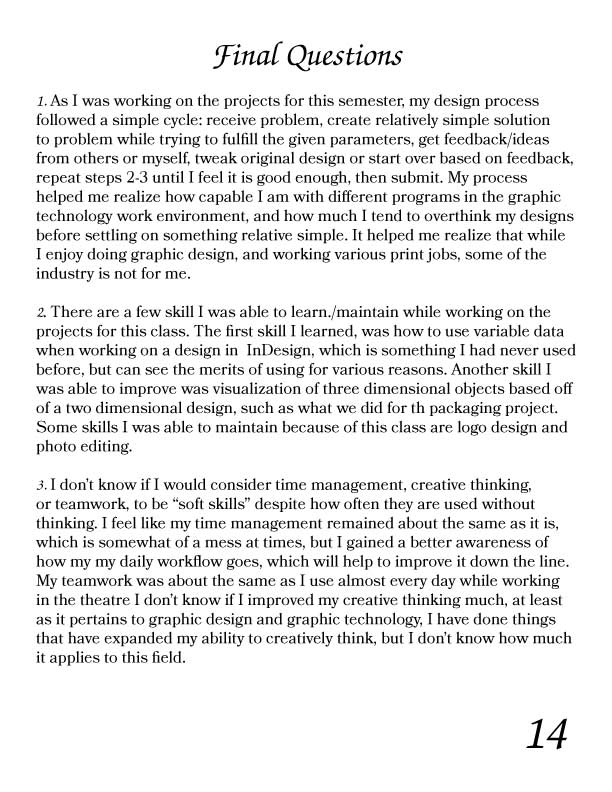 Final Questions
1. As I was working on the projects for this semester, my design process
followed a simple cycle: receive problem, create relatively simple solution
to problem while trying to fulfill the given parameters, get feedback/ideas
from others or myself, tweak original design or start over based on feedback,
repeat steps 2-3 until I feel it is good enough, then submit. My process
helped me realize how capable I am with different programs in the graphic
technology work environment, and how much I tend to overthink my designs
before settling on something relative simple. It helped me realize that while
I enjoy doing graphic design, and working various print jobs, some of the
industry is not for me.
2. There are a few skill I was able to learn./maintain while working on the
projects for this class. The first skill I learned, was how to use variable data
when working on a design in  InDesign, which is something I had never used
before, but can see the merits of using for various reasons. Another skill I
was able to improve was visualization of three dimensional objects based off
of a two dimensional design, such as what we did for th packaging project.
Some skills I was able to maintain because of this class are logo design and
photo editing.
3. I don’t know if I would consider time management, creative thinking,
or teamwork, to be “soft skills” despite how often they are used without
thinking. I feel like my time management remained about the same as it is,
which is somewhat of a mess at times, but I gained a better awareness of
how my my daily workflow goes, which will help to improve it down the line.
My teamwork was about the same as I use almost every day while working
in the theatre I don’t know if I improved my creative thinking much, at least
as it pertains to graphic design and graphic technology, I have done things
that have expanded my ability to creatively think, but I don’t know how much
it applies to this field.
14